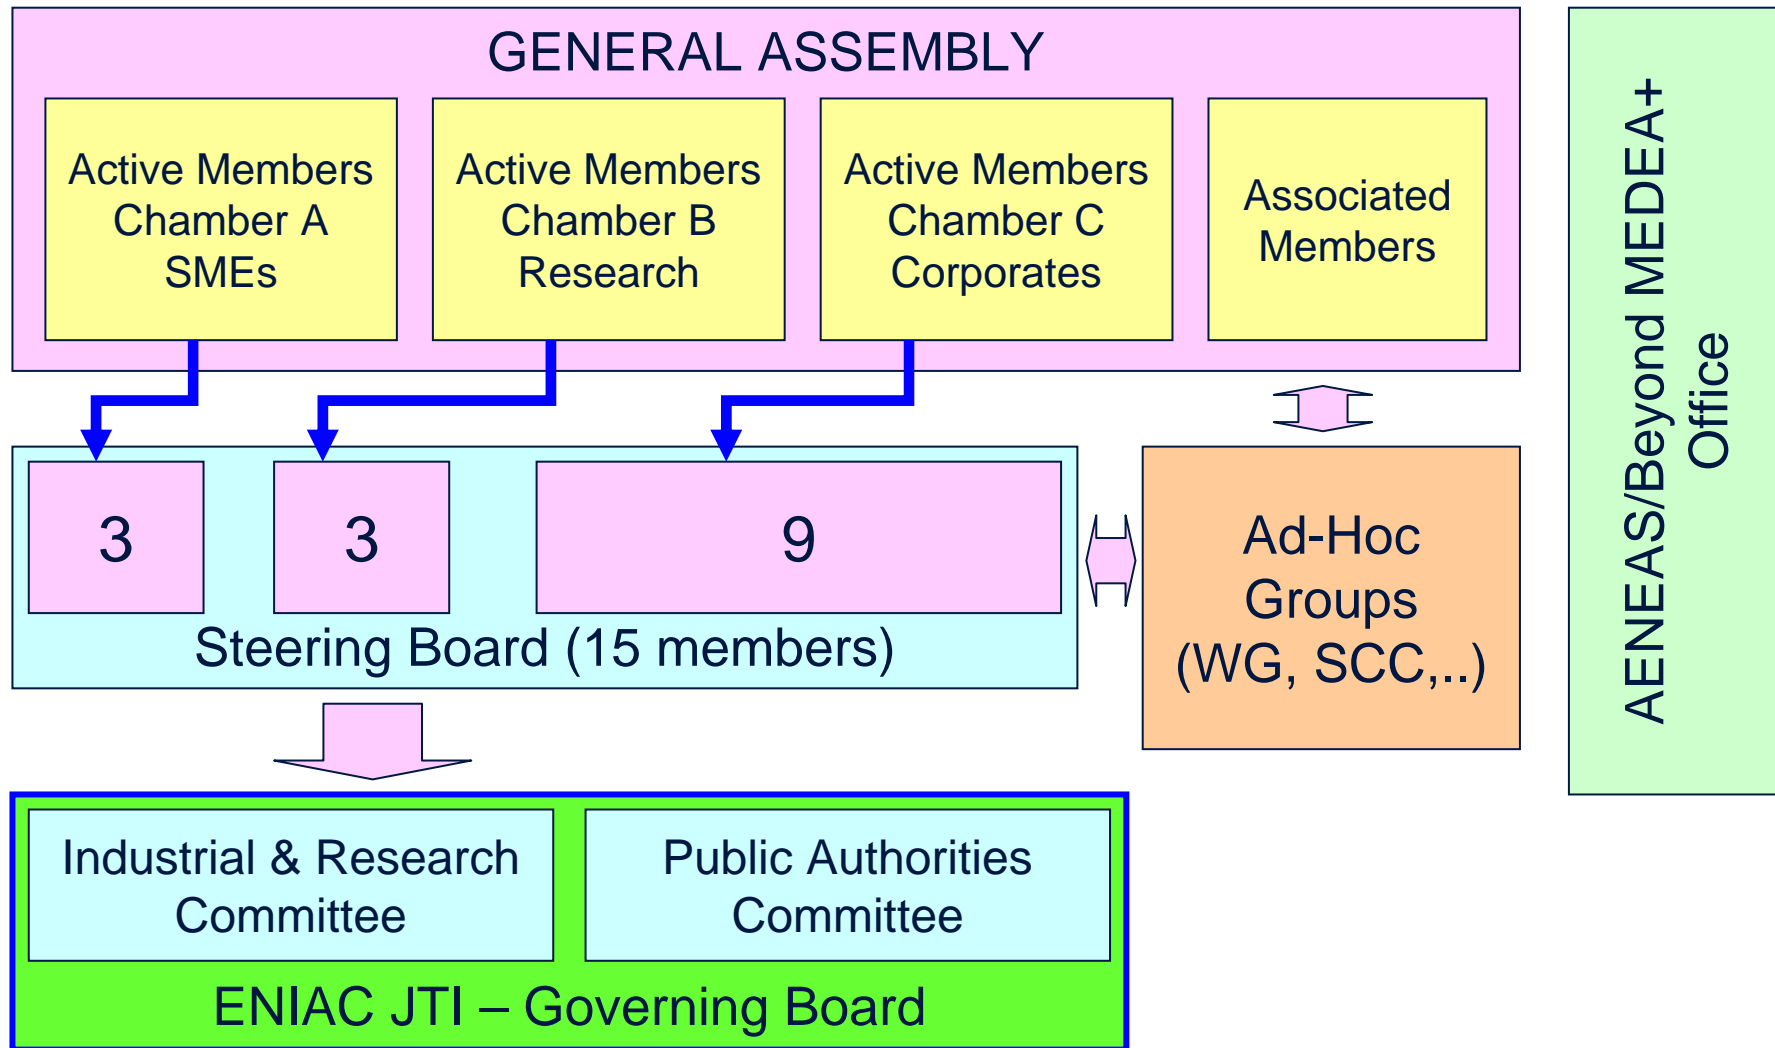 GENERAL ASSEMBLY
Active Members
Chamber A
SMEs
Active Members
Chamber B
Research
Active Members
Chamber C
Corporates
Associated
Members
3
3
9
Steering Board (15 members)
Ad-Hoc
Groups
(WG, SCC,..)
Industrial & Research
Committee
Public Authorities
Committee
ENIAC JTI – Governing Board
AENEAS/Beyond MEDEA+
Office